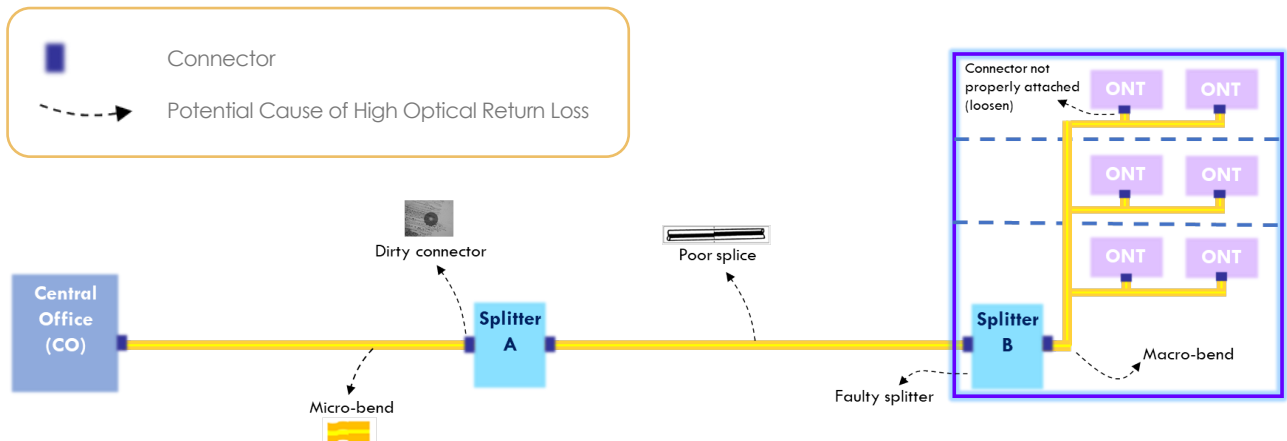 Connector
Potential Cause of High Optical Return Loss
Connector not
properly attached
(loosen)
ONT
ONT
ONT
ONT
ONT
ONT
Dirty connector
Poor splice
Central
Office
(CO)
Splitter
A
Splitter
B
Macro-bend
Faulty splitter
Micro-bend